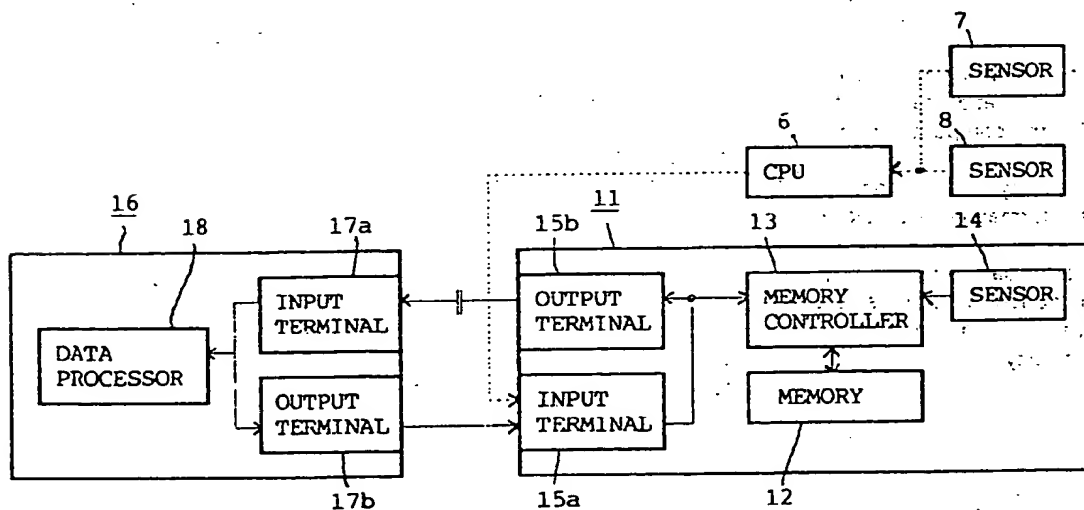 7
SENSOR
6
8
CPU
SENSOR
16
18
17a
15b
11
13
14
INPUT
TERMINAL
OUTPUT
TERMINAL
MEMORY
CONTROLLER
SENSOR
DATA
PROCESSOR
OUTPUT
TERMINAL
INPUT
TERMINAL
MEMORY
17b
15a
12